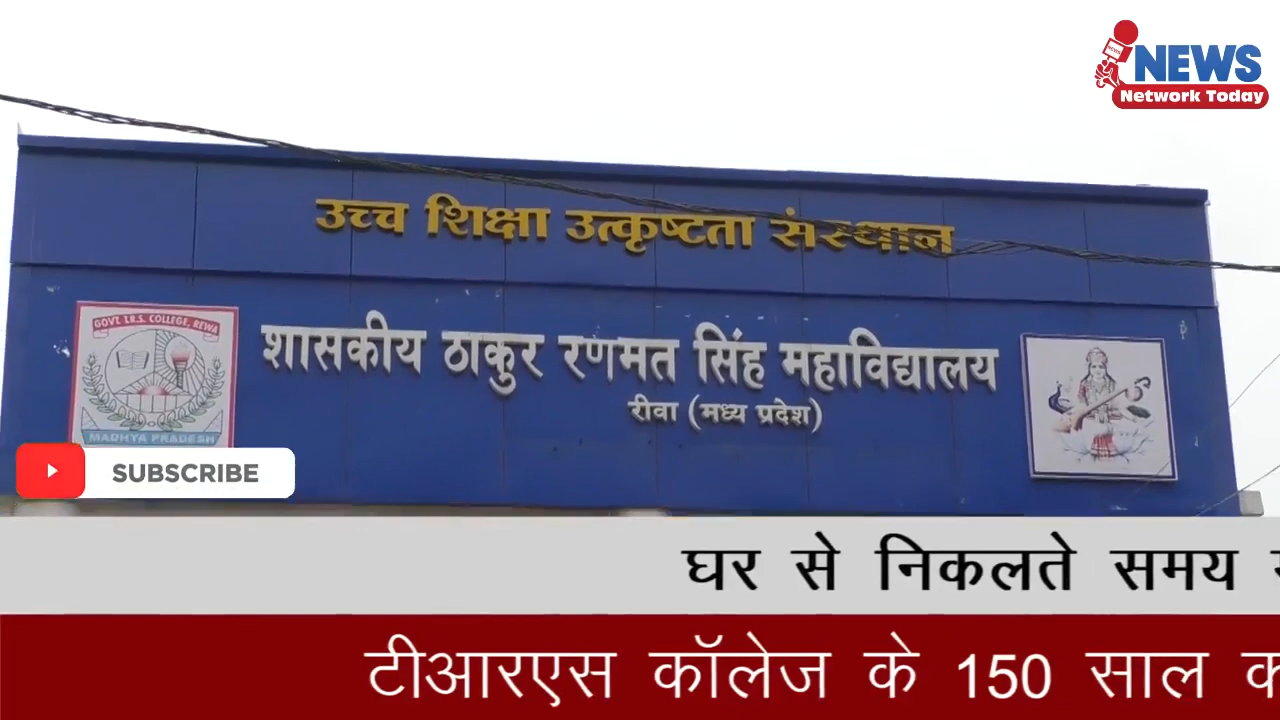 NEWS
NEWS
Network Today
उच्च शिक्षा उत्कृष्टता संस्थान
GOVT. T.R.S. COLLEGE, REWA
शासकीय ठाकुर रणमत सिंह महाविद्यालय
रीवा (मध्य प्रदेश)
MADHYA PRADESH
SUBSCRIBE
घर से निकलते समय
टीआरएस कॉलेज के 150 साल